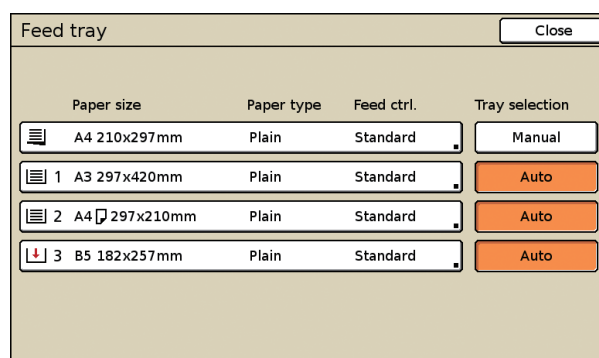 Feed tray Close
Paper size Paper type Feed ctrl. Tray selection
A4 210x297mm Plain Standard Manual
1 A3 297x420mm Plain Standard Auto
2 A4 297x210mm Plain Standard Auto
3 B5 182x257mm Plain Standard Auto